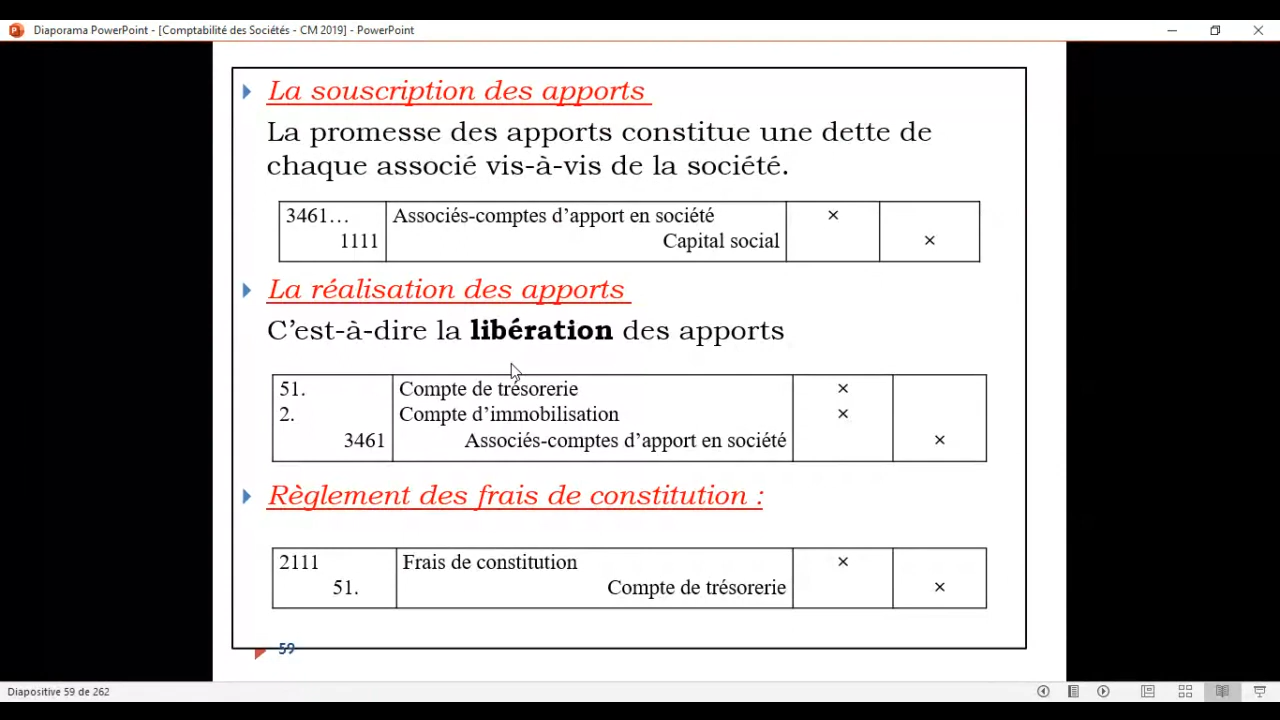 Diaporama PowerPoint - [Comptabilité des Sociétés - CM 2019] - PowerPoint
La souscription des apports
La promesse des apports constitue une dette de
chaque associé vis-à-vis de la société.
3461… Associés-comptes d’apport en société ×
1111 Capital social ×
La réalisation des apports
C’est-à-dire la libération des apports
51. Compte de trésorerie ×
2. Compte d’immobilisation ×
3461 Associés-comptes d’apport en société ×
Règlement des frais de constitution :
2111 Frais de constitution ×
51. Compte de trésorerie ×
59
Diapositive 59 de 262